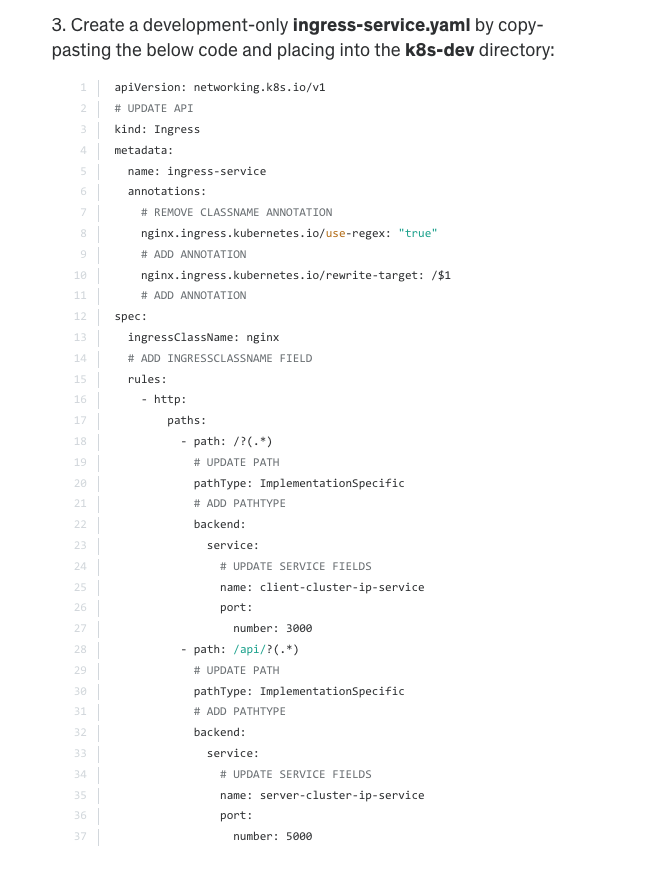 3. Create a development-only ingress-service.yaml by copy-
pasting the below code and placing into the k8s-dev directory:
1 apiVersion: networking.k8s.io/v1
2 # UPDATE API
3 kind: Ingress
4 metadata:
5   name: ingress-service
6   annotations:
7     # REMOVE CLASSNAME ANNOTATION
8     nginx.ingress.kubernetes.io/use-regex: "true"
9     # ADD ANNOTATION
10     nginx.ingress.kubernetes.io/rewrite-target: /$1
11     # ADD ANNOTATION
12 spec:
13   ingressClassName: nginx
14   # ADD INGRESSCLASSNAME FIELD
15   rules:
16     - http:
17         paths:
18           - path: /?(.*)
19             # UPDATE PATH
20             pathType: ImplementationSpecific
21             # ADD PATHTYPE
22             backend:
23               service:
24                 # UPDATE SERVICE FIELDS
25                 name: client-cluster-ip-service
26                 port:
27                   number: 3000
28           - path: /api/?(.*)
29             # UPDATE PATH
30             pathType: ImplementationSpecific
31             # ADD PATHTYPE
32             backend:
33               service:
34                 # UPDATE SERVICE FIELDS
35                 name: server-cluster-ip-service
36                 port:
37                   number: 5000